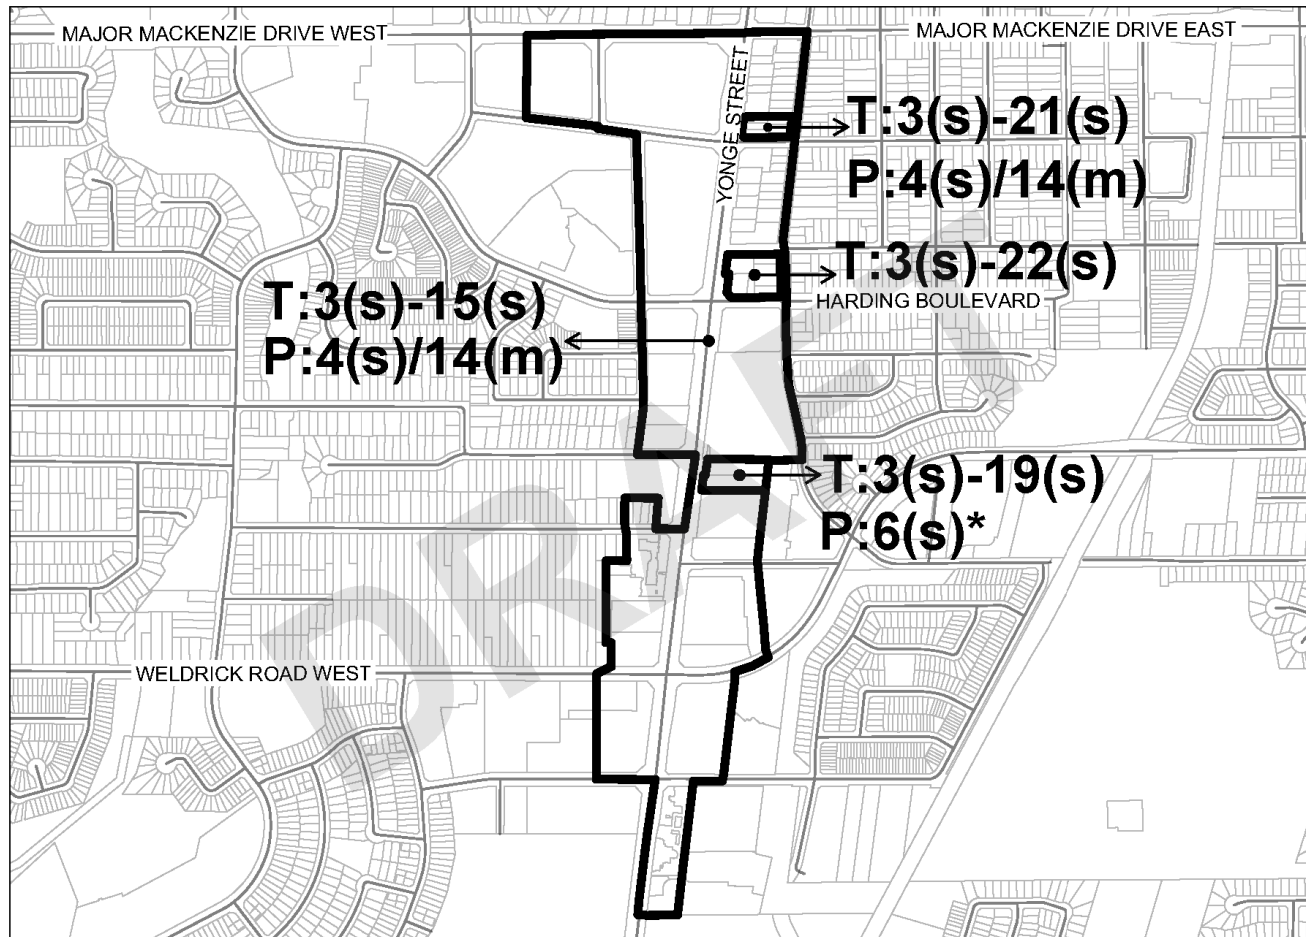 MAJOR MACKENZIE DRIVE WEST
MAJOR MACKENZIE DRIVE EAST
YONGE STREET
T:3(s)-21(s)
P:4(s)/14(m)
T:3(s)-22(s)
HARDING BOULEVARD
T:3(s)-15(s)
P:4(s)/14(m)
T:3(s)-19(s)
P:6(s)*
WELDRICK ROAD WEST
DRAFT